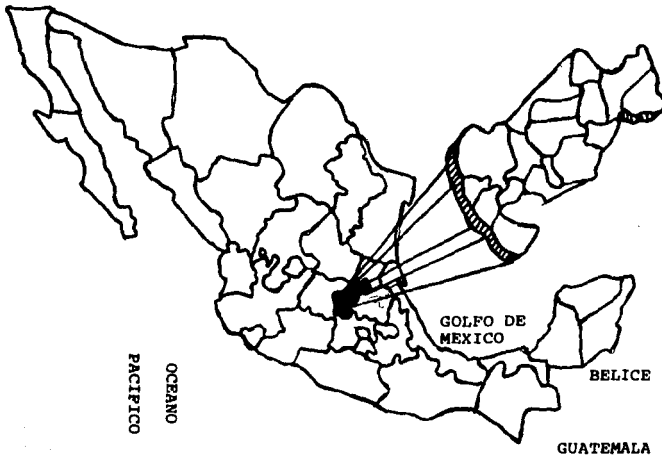 GOLFO DE
MEXICO
BELICE
OCEANO
PACIFICO
GUATEMALA